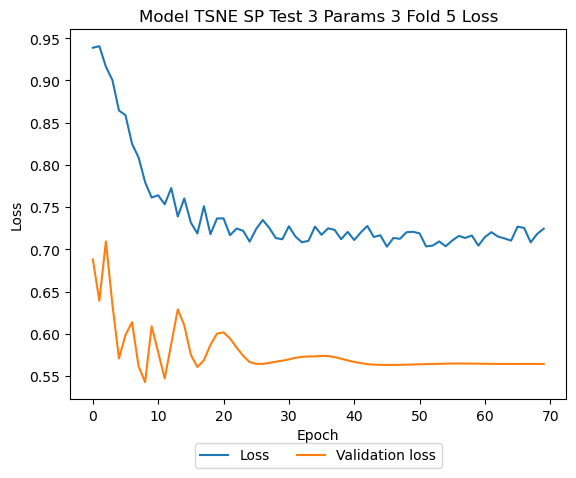 Model TSNE SP Test 3 Params 3 Fold 5 Loss
0.95
0.90
0.85
0.80
0.75
0.70
0.65
0.60
0.55
Loss
0 10 20 30 40 50 60 70
Epoch
Loss Validation loss